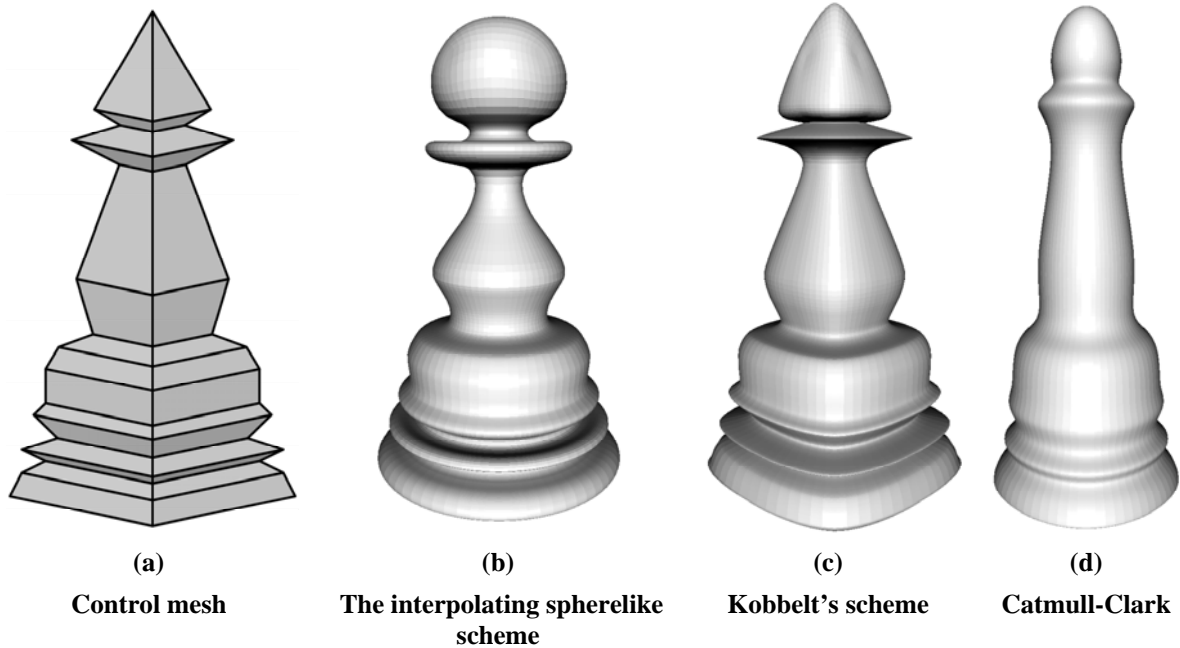 (a)
Control mesh
(b)
The interpolating spherelike
scheme
(c)
Kobbelt's scheme
(d)
Catmull-Clark